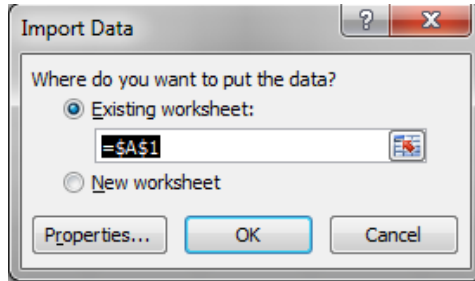 Import Data
Where do you want to put the data?
Existing worksheet:
=$A$1
New worksheet
Properties... OK Cancel